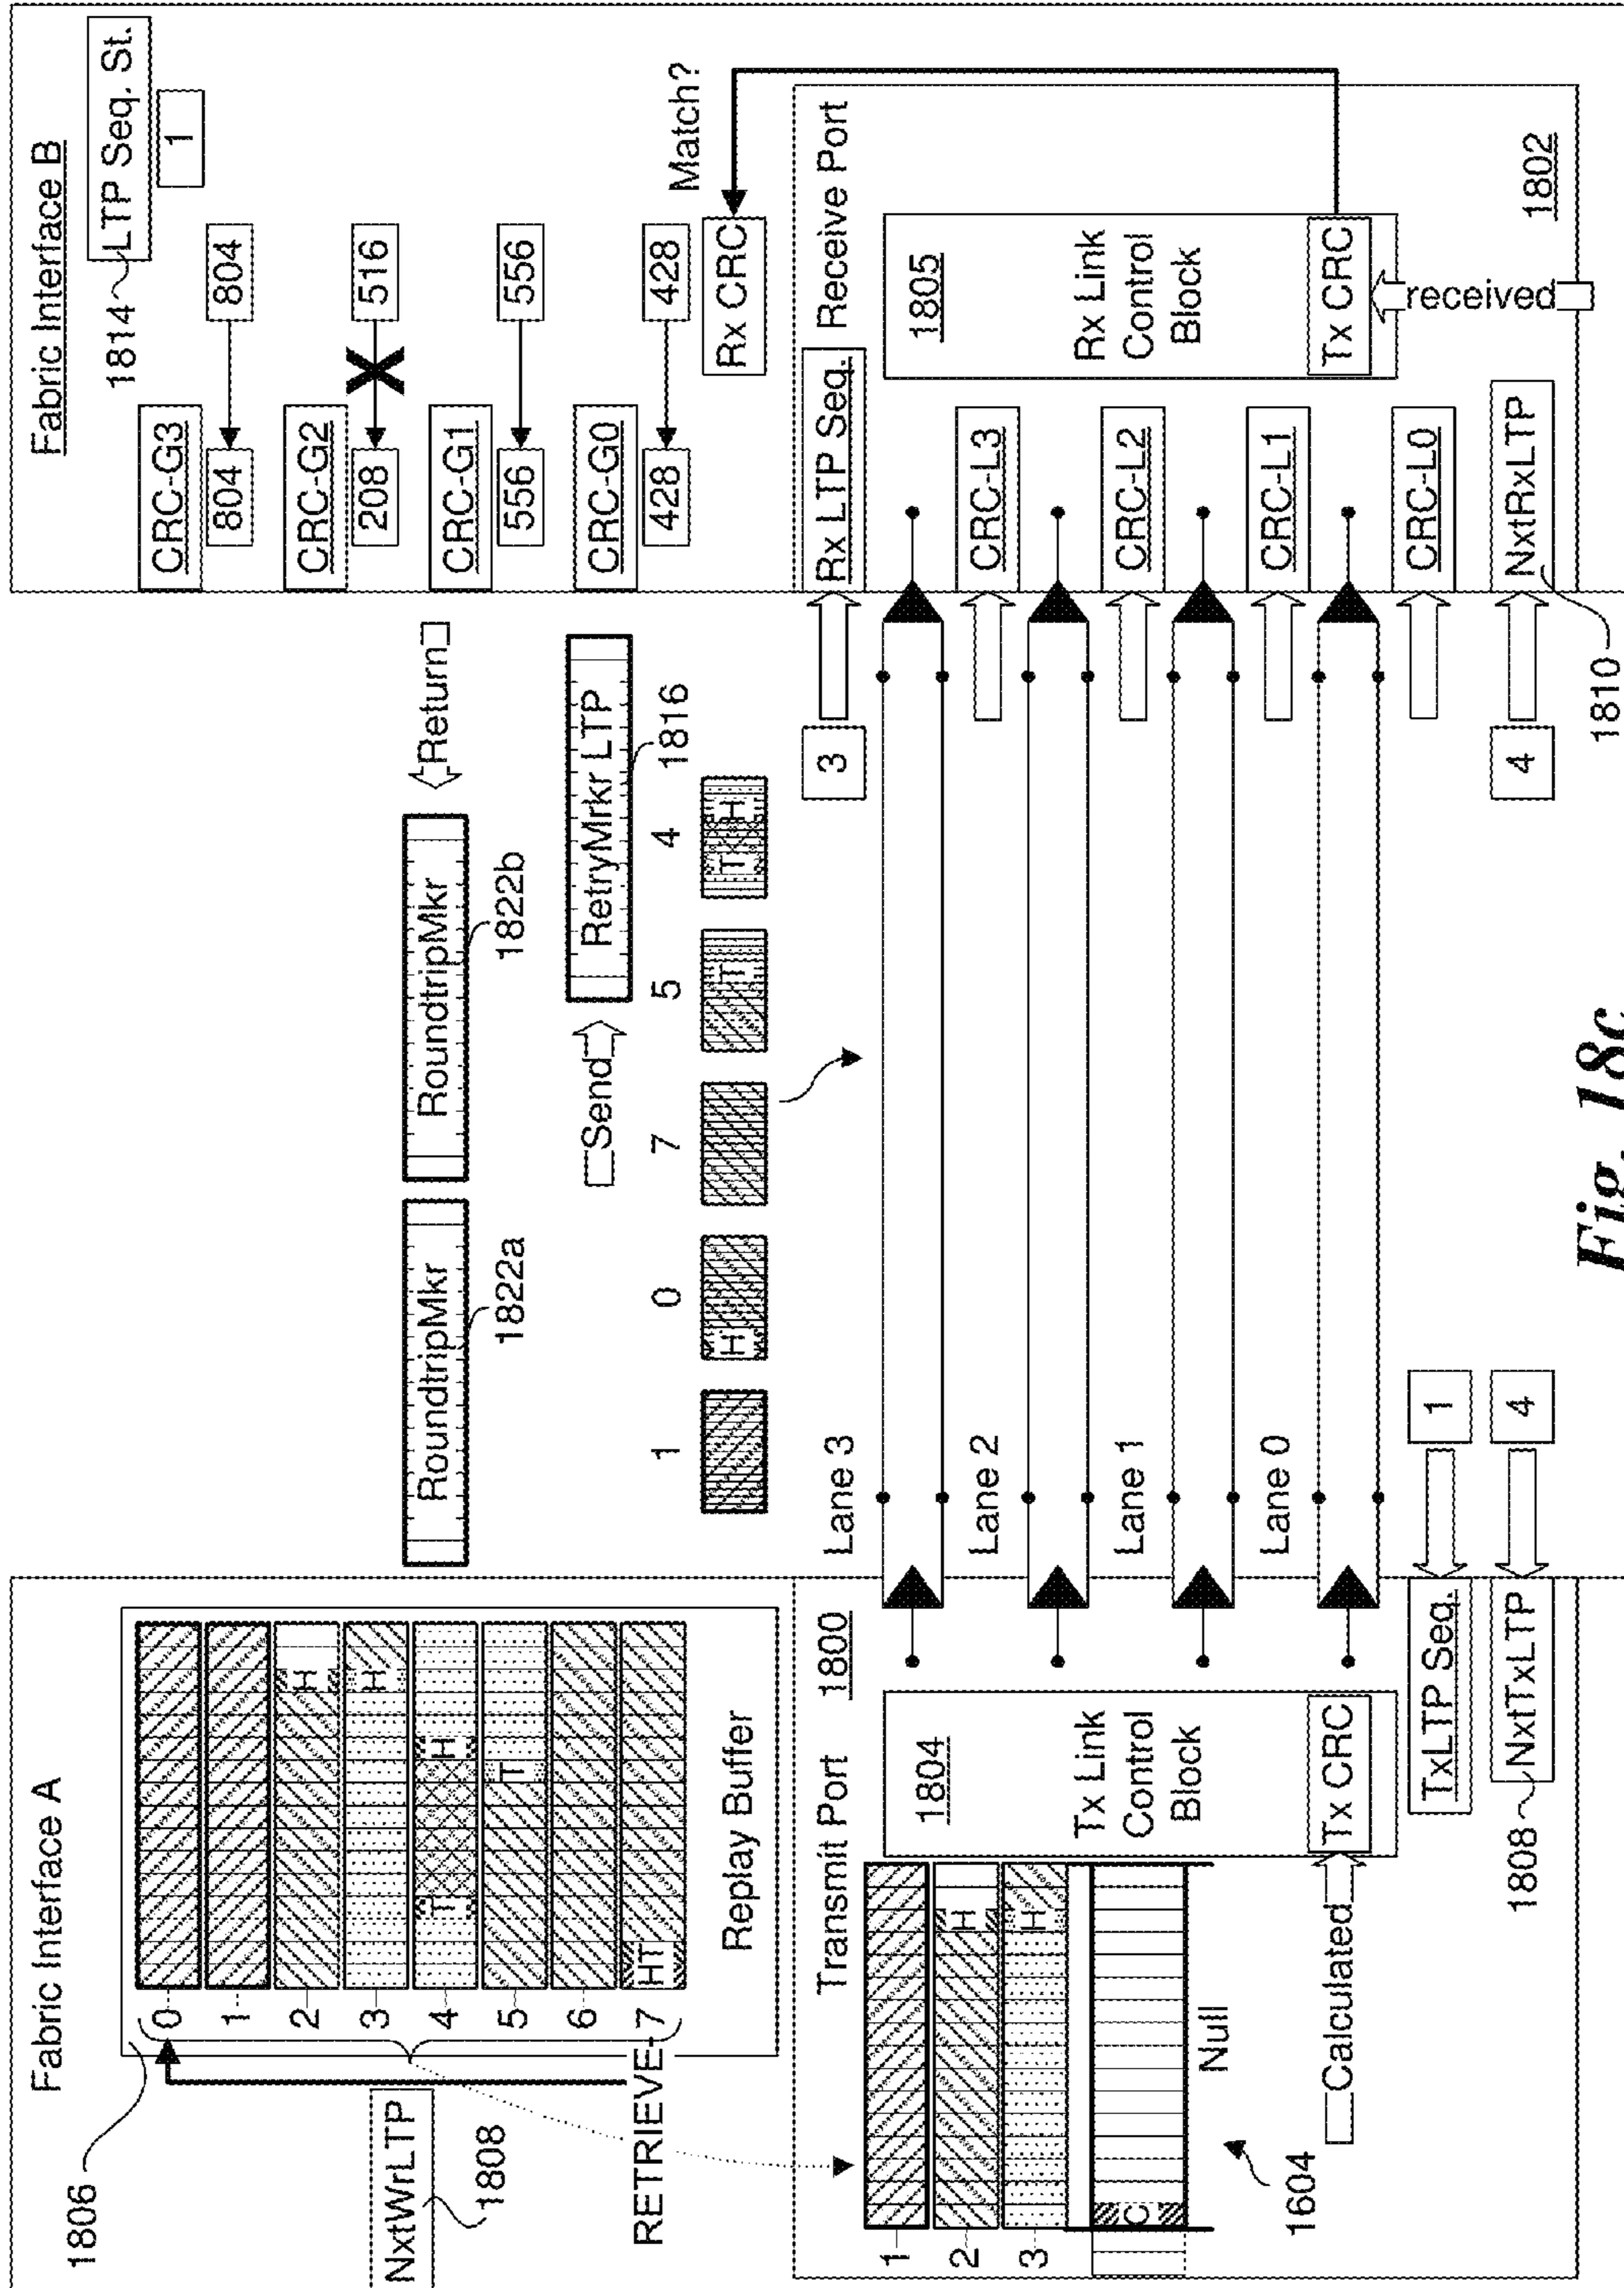 Fabric Interface A
1806
0
1
2
3
4
5
6
7
H
H
H
T
T
HT
Replay Buffer
NxtWrLTP
1808
RETRIEVE
RoundtripMkr
1822a
RoundtripMkr
1822b
Return
Send
RetryMrkr LTP
1816
1
0
7
5
4
H
T
T
H
Fabric Interface B
1814
LTP Seq. St.
1
CRC-G3
804
804
CRC-G2
208
516
X
CRC-G1
556
556
CRC-G0
428
428
Rx CRC
Match?
Transmit Port
1800
1
2
3
H
H
C
Null
1604
1804
Tx Link
Control
Block
Tx CRC
Calculated
Lane 3
Lane 2
Lane 1
Lane 0
TxLTP Seq.
1
1808
NxtTxLTP
4
3
Rx LTP Seq.
Receive Port
CRC-L3
CRC-L2
CRC-L1
CRC-L0
4
NxtRxLTP
1810
1805
Rx Link
Control
Block
Tx CRC
received
1802
Fig. 18c